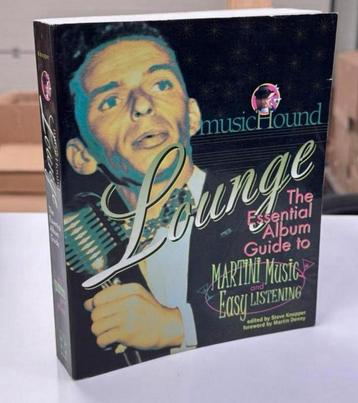 musicHound
Lounge
The
Essential
Album
Guide to
MARTINI Music
and
Easy LISTENING
edited by Steve Knopper
foreword by Martin Denny
Lounge